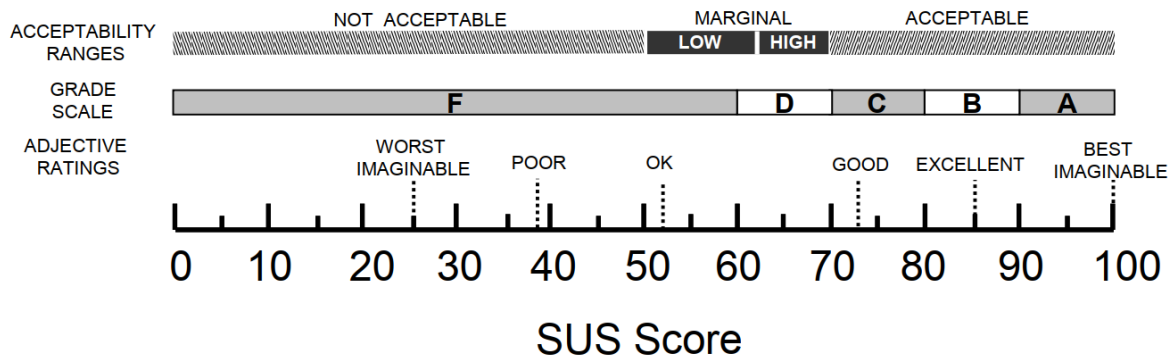 ACCEPTABILITY
RANGES
NOT ACCEPTABLE
MARGINAL
ACCEPTABLE
LOW
HIGH
GRADE
SCALE
F
D
C
B
A
ADJECTIVE
RATINGS
WORST
IMAGINABLE
POOR
OK
GOOD
EXCELLENT
BEST
IMAGINABLE
0 10 20 30 40 50 60 70 80 90 100
SUS Score